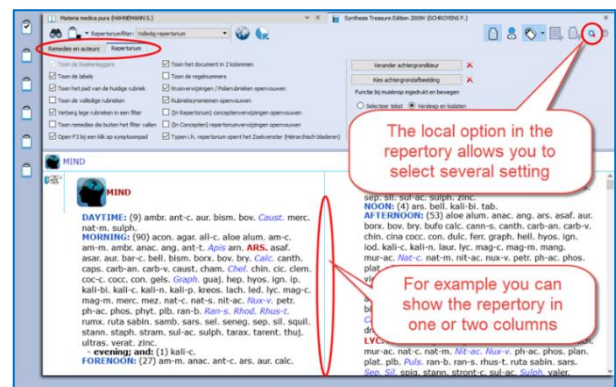 Materia medica pura (HAHNEMANN S.)
Synthesis Treasure Edition 2009V (SCHROYENS F.)
Repertoriumfilter: Volledig repertorium
Remedies en auteurs Repertorium
Toon de boekenleggers
Toon het document in 2 kolommen
Verander achtergrondkleur
Toon de labels
Toon de regelnummers
Kies achtergrondafbeelding
Toon het pad van de huidige rubriek
Kruisverwijzingen / Polarrubrieken openvouwen
Functie bij muisknop ingedrukt en bewegen
Toon de volledige rubrieken
Rubrieksynoniemen openvouwen
Selecteer tekst Verslepen en loslaten
Verberg lege rubrieken in een filter
(In Repertorium) conceptenverwijzingen openvouwen
Toon remedies die buiten het filter vallen
(In Concepten) repertoriumverwijzingen openvouwen
Open F3 bij een klik op symptoompad
Typen i.h. repertorium opent het Zoekvenster (Hiërarchisch bladeren)
The local option in the
repertory allows you to
select several setting
MIND
MIND
DAYTIME: (9) ambr. ant-c. aur. bism. bov. Caust. merc.
nat-m. sulph.
MORNING: (90) acon. agar. all-c. aloe alum. am-c.
am-m. ambr. anac. ang. ant-t. Apis arn. ARS. asaf.
asar. aur. bar-c. bell. bism. borx. bov. bry. Calc. canth.
caps. carb-an. carb-v. caust. cham. Chel. chin. cic. clem.
coc-c. cocc. con. gels. Graph. guaj. hep. hyos. ign. ip.
kali-bi. kali-c. kali-n. kali-p. kreos. lach. led. lyc. mag-c.
mag-m. merc. mez. nat-c. nat-s. nit-ac. Nux-v. petr.
ph-ac. phos. phyt. plb. ran-b. Ran-s. Rhod. Rhus-t.
rumx. ruta sabin. samb. sars. sel. seneg. sep. sil. squil.
stann. staph. stram. sul-ac. sulph. tarax. tarent. thuj.
ultras. verat. zinc.
- evening; and: (1) kali-c.
FORENOON: (27) am-m. anac. ant-c. ars. aur. calc.
sep. sil. sul-ac. sulph. zinc.
NOON: (4) ars. bell. kali-bi. tab.
AFTERNOON: (53) aloe alum. anac. ang. ars. asaf. aur.
borx. bov. bry. bufo calc. cann-s. canth. carb-an. carb-v.
chin. cina cocc. con. dulc. ferr. graph. hell. hyos. ign.
iod. kali-c. kali-n. laur. lyc. mag-c. mag-m. mang.
mur-ac. Nat-c. nat-m. nit-ac. nux-v. petr. ph-ac. phos.
plat.
For example you can
show the repertory in
one or two columns
LYC.
mur-ac. nat-c. nat-m. Nit-ac. Nux-v. ph-ac. phos. plan.
plat. plb. Puls. ran-b. ran-s. rhus-t. ruta sabin. sars.
Sep. Sil. spig. stann. stront-c. sul-ac. Sulph. valer.